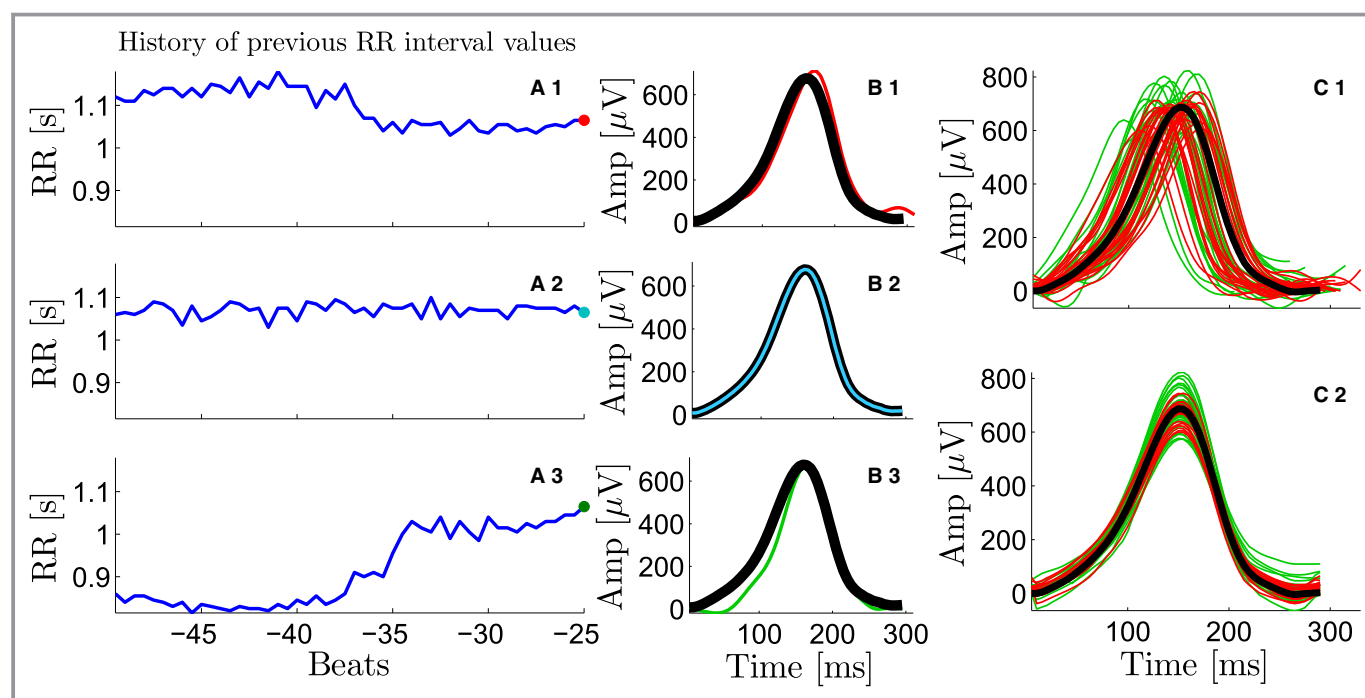 History of previous RR interval values
RR [s]
1.1
1
0.9
A 1
Amp [μV]
600
400
200
0
B 1
RR [s]
1.1
1
0.9
A 2
Amp [μV]
600
400
200
0
B 2
RR [s]
1.1
1
0.9
A 3
−45
−40
−35
−30
−25
Beats
Amp [μV]
600
400
200
0
B 3
100
200
300
Time [ms]
Amp [μV]
800
600
400
200
0
C 1
Amp [μV]
800
600
400
200
0
C 2
100
200
300
Time [ms]